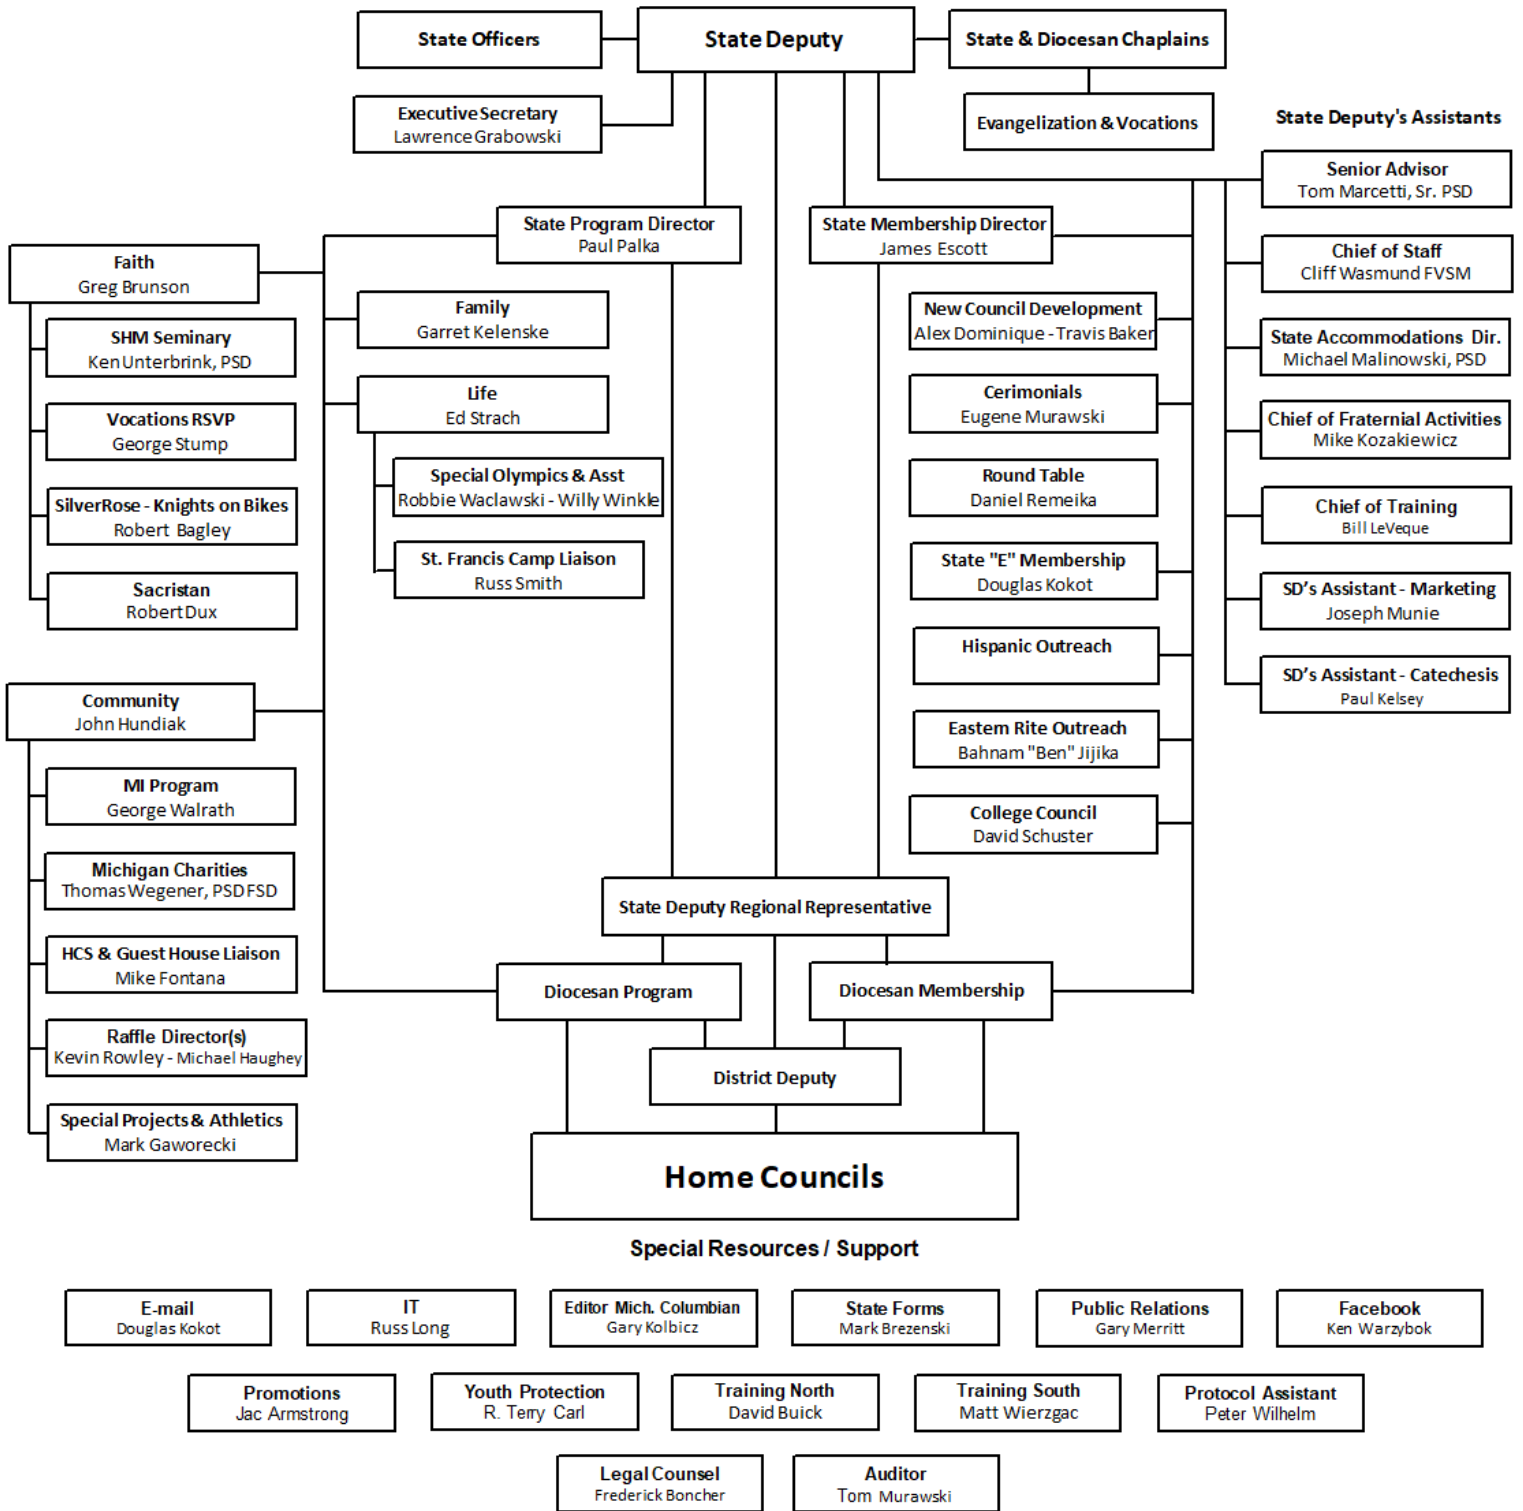 State Officers
State Deputy
State & Diocesan Chaplains
Executive Secretary
Lawrence Grabowski
Evangelization & Vocations
State Deputy's Assistants
Senior Advisor
Tom Marcetti, Sr. PSD
State Program Director
Paul Palka
State Membership Director
James Escott
Faith
Greg Brunson
Chief of Staff
Cliff Wasmund FVSM
Family
Garret Kelenske
New Council Development
Alex Dominique - Travis Baker
SHM Seminary
Ken Unterbrink, PSD
State Accommodations Dir.
Michael Malinowski, PSD
Life
Ed Strach
Cerimonials
Eugene Murawski
Vocations RSVP
George Stump
Chief of Fraternial Activities
Mike Kozakiewicz
Special Olympics & Asst
Robbie Waclawski - Willy Winkle
Round Table
Daniel Remeika
SilverRose - Knights on Bikes
Robert Bagley
Chief of Training
Bill LeVeque
St. Francis Camp Liaison
Russ Smith
State "E" Membership
Douglas Kokot
Sacristan
Robert Dux
SD's Assistant - Marketing
Joseph Munie
Hispanic Outreach
SD's Assistant - Catechesis
Paul Kelsey
Community
John Hundiak
Eastern Rite Outreach
Bahnam "Ben" Jijika
MI Program
George Walrath
College Council
David Schuster
Michigan Charities
Thomas Wegener, PSD FSD
State Deputy Regional Representative
HCS & Guest House Liaison
Mike Fontana
Diocesan Program
Diocesan Membership
Raffle Director(s)
Kevin Rowley - Michael Haughey
District Deputy
Special Projects & Athletics
Mark Gaworecki
Home Councils
Special Resources / Support
E-mail
Douglas Kokot
IT
Russ Long
Editor Mich. Columbian
Gary Kolbicz
State Forms
Mark Brezenski
Public Relations
Gary Merritt
Facebook
Ken Warzybok
Promotions
Jac Armstrong
Youth Protection
R. Terry Carl
Training North
David Buick
Training South
Matt Wierzgac
Protocol Assistant
Peter Wilhelm
Legal Counsel
Frederick Boncher
Auditor
Tom Murawski